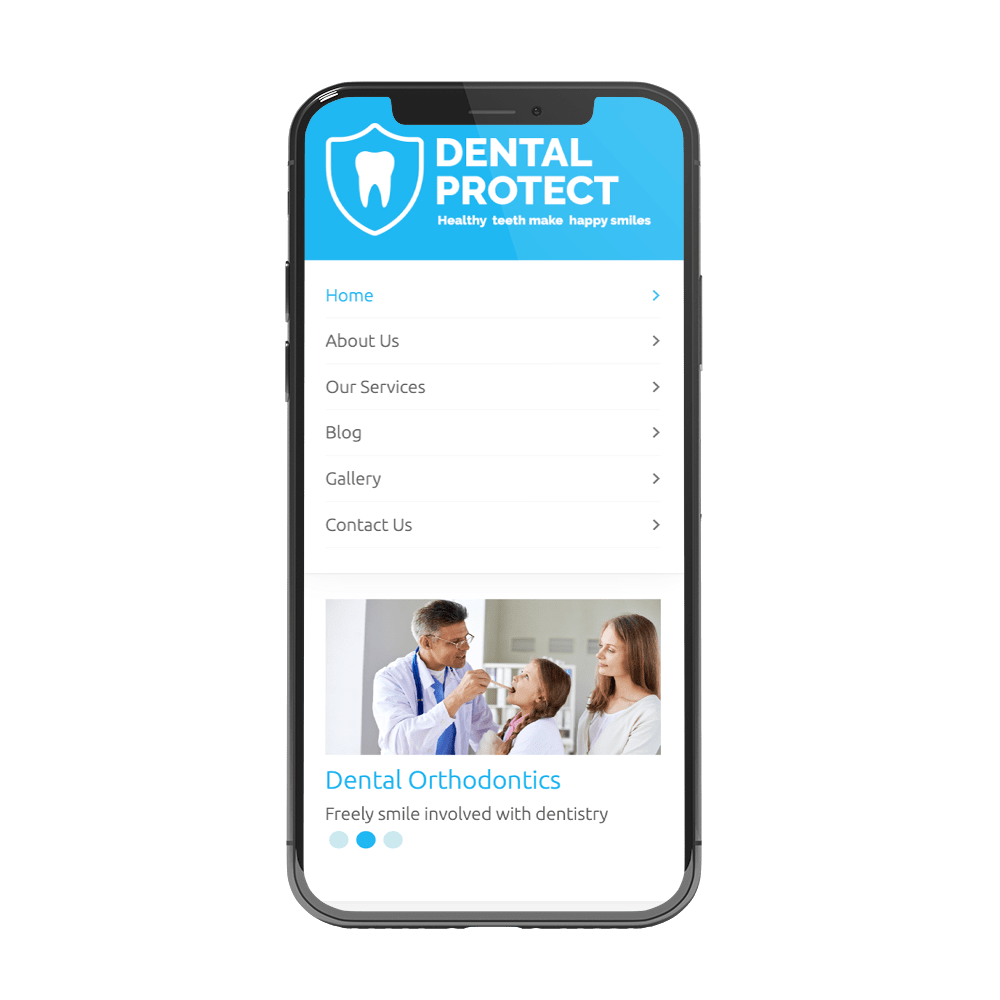 DENTAL
PROTECT
Healthy teeth make happy smiles
Home
About Us
Our Services
Blog
Gallery
Contact Us
Dental Orthodontics
Freely smile involved with dentistry